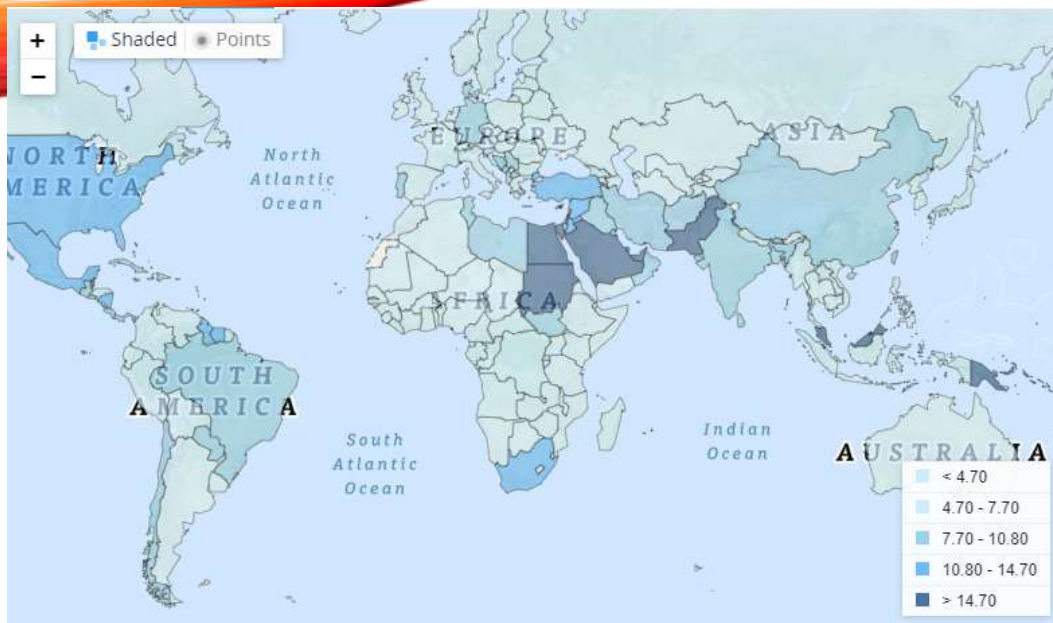 +
−
Shaded
Points
NORTH
AMERICA
North
Atlantic
Ocean
EUROPE
ASIA
AFRICA
SOUTH
AMERICA
South
Atlantic
Ocean
Indian
Ocean
AUSTRALIA
< 4.70
4.70 - 7.70
7.70 - 10.80
10.80 - 14.70
> 14.70